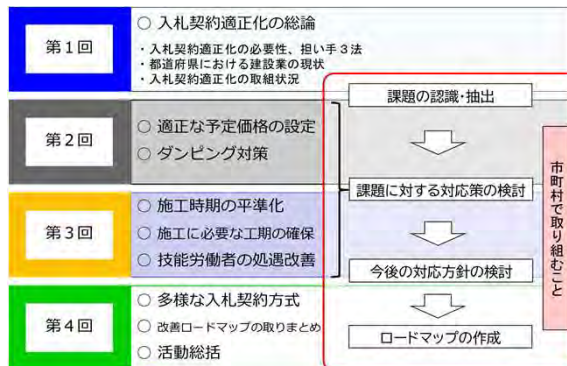 第1回
○ 入札契約適正化の総論
・入札契約適正化の必要性、担い手3法
・都道府県における建設業の現状
・入札契約適正化の取組状況
課題の認識・抽出
第2回
○ 適正な予定価格の設定
○ ダンピング対策
課題に対する対応策の検討
第3回
○ 施工時期の平準化
○ 施工に必要な工期の確保
○ 技能労働者の処遇改善
今後の対応方針の検討
第4回
○ 多様な入札契約方式
○ 改善ロードマップの取りまとめ
○ 活動総括
ロードマップの作成
市町村で取り組むこと